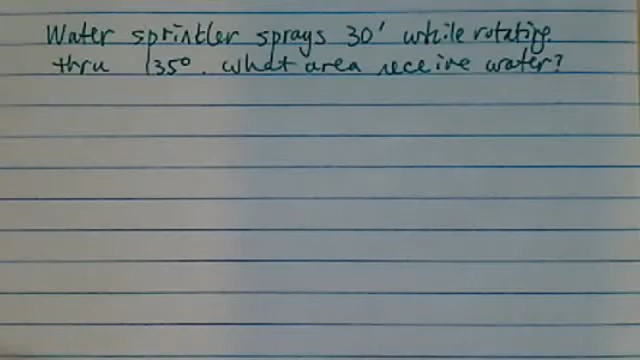 Water sprinkler sprays 30' while rotating
thru 135°. what area receive water?